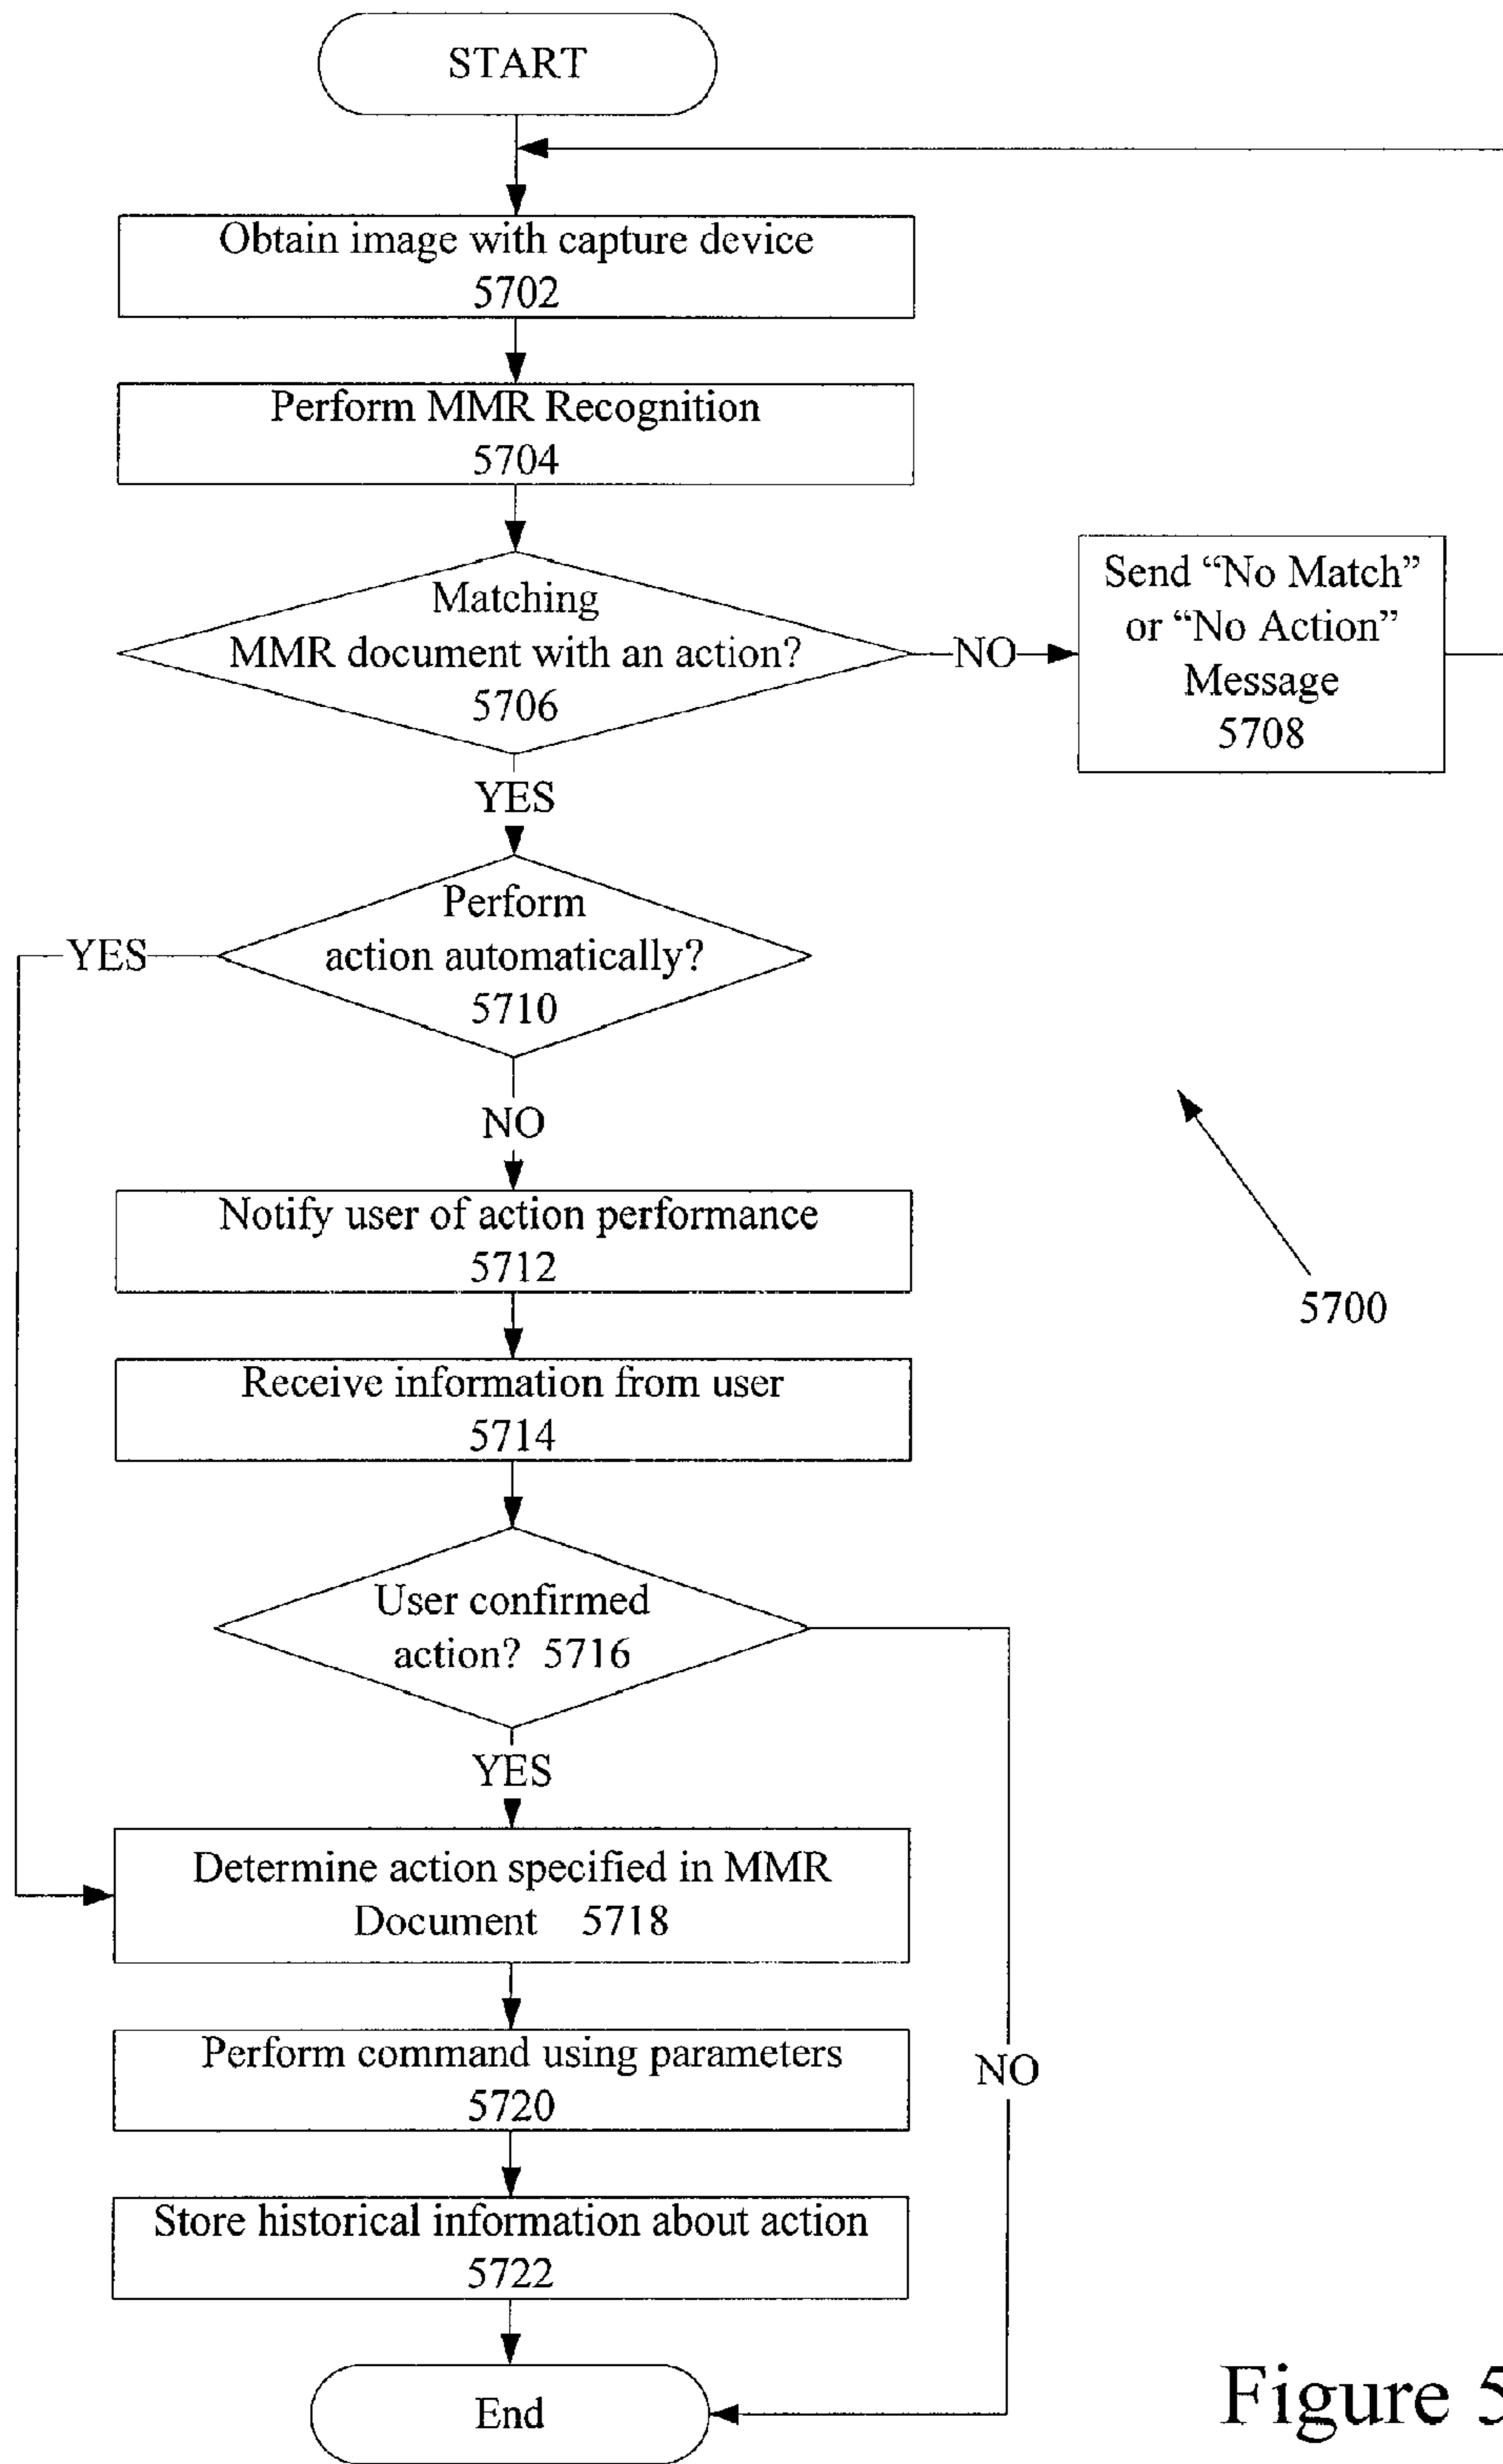 START
Obtain image with capture device
5702
Perform MMR Recognition
5704
Matching
MMR document with an action?
5706
NO
Send “No Match”
or “No Action”
Message
5708
YES
Perform
action automatically?
5710
YES
NO
Notify user of action performance
5712
5700
Receive information from user
5714
User confirmed
action? 5716
YES
Determine action specified in MMR
Document 5718
Perform command using parameters
5720
NO
Store historical information about action
5722
End
Figure 5